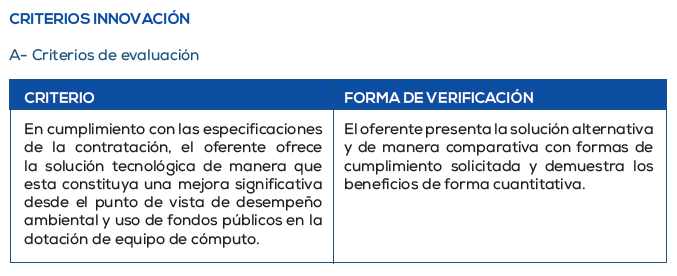 CRITERIOS INNOVACIÓN
A- Criterios de evaluación
CRITERIO
FORMA DE VERIFICACIÓN
En cumplimiento con las especificaciones
de la contratación, el oferente ofrece
la solución tecnológica de manera que
esta constituya una mejora significativa
desde el punto de vista de desempeño
ambiental y uso de fondos públicos en la
dotación de equipo de cómputo.
El oferente presenta la solución alternativa
y de manera comparativa con formas de
cumplimiento solicitada y demuestra los
beneficios de forma cuantitativa.